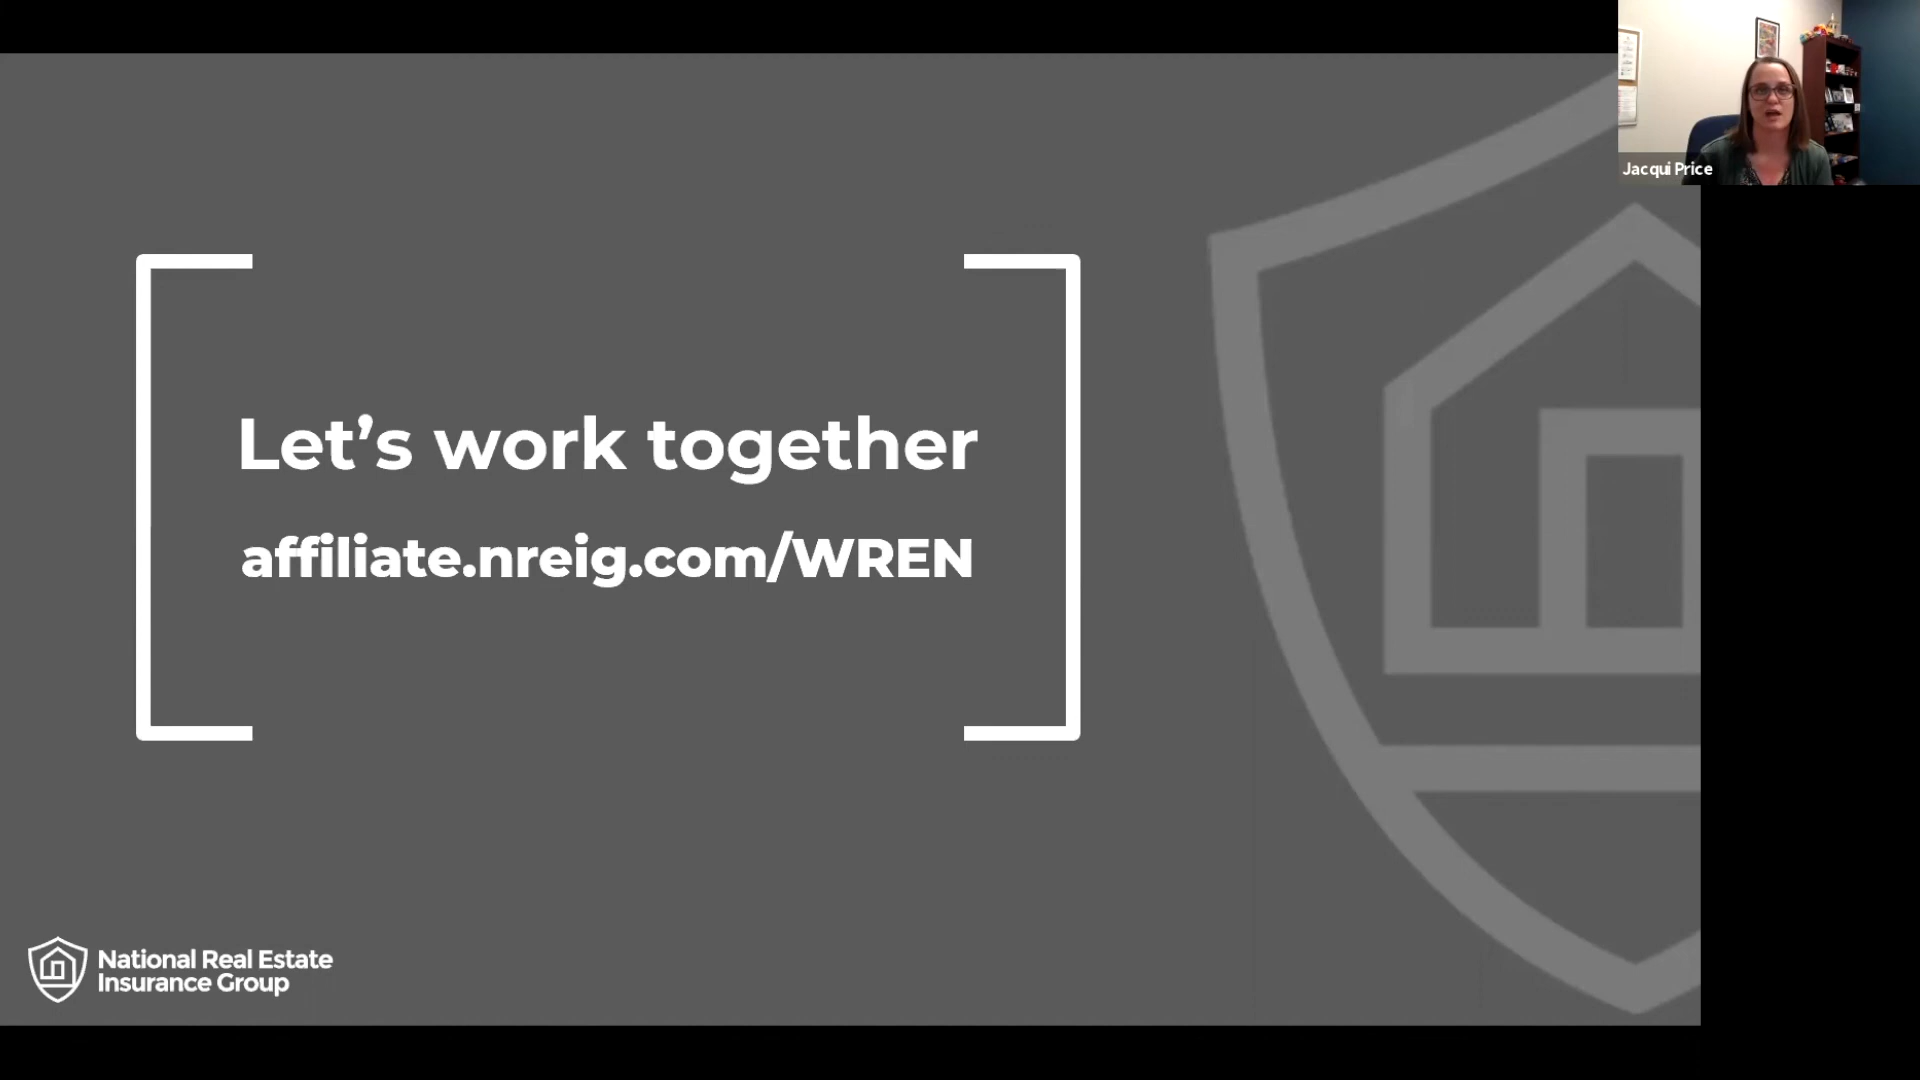 Jacqui Price
Let’s work together
affiliate.nreig.com/WREN
National Real Estate
Insurance Group